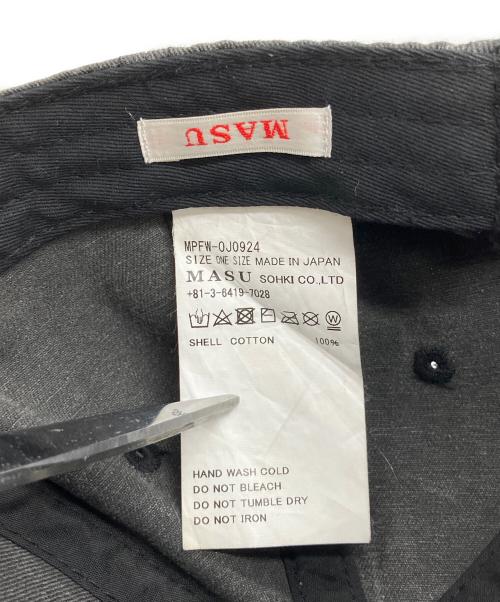 MASU
MPFW-OJ0924
SIZE ONE SIZE MADE IN JAPAN
MASU SOHKI CO.,LTD
+81-3-6419-7028
SHELL COTTON 100%
HAND WASH COLD
DO NOT BLEACH
DO NOT TUMBLE DRY
DO NOT IRON